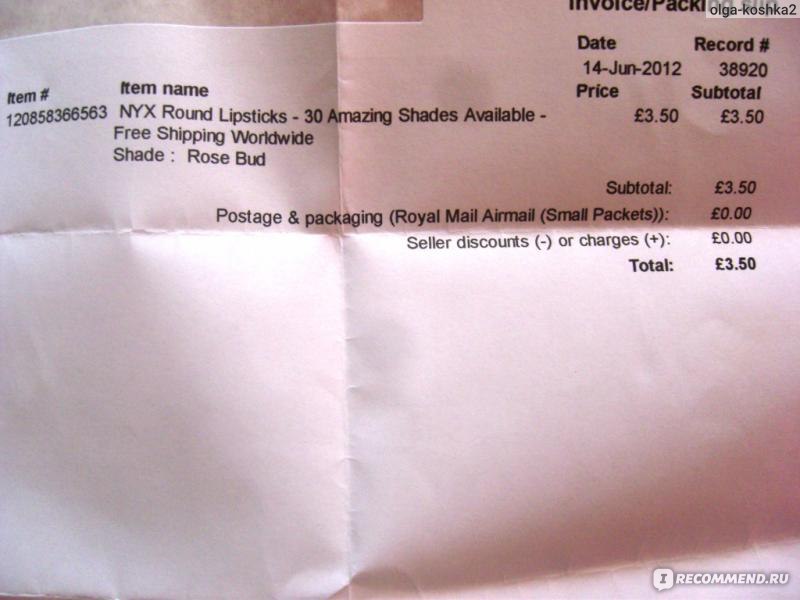 olga-koshka2
Invoice/Packing
Date Record #
14-Jun-2012 38920
Item # Item name Price Subtotal
120858366563 NYX Round Lipsticks - 30 Amazing Shades Available - £3.50 £3.50
Free Shipping Worldwide
Shade : Rose Bud
Subtotal: £3.50
Postage & packaging (Royal Mail Airmail (Small Packets)): £0.00
Seller discounts (-) or charges (+): £0.00
Total: £3.50
I RECOMMEND.RU